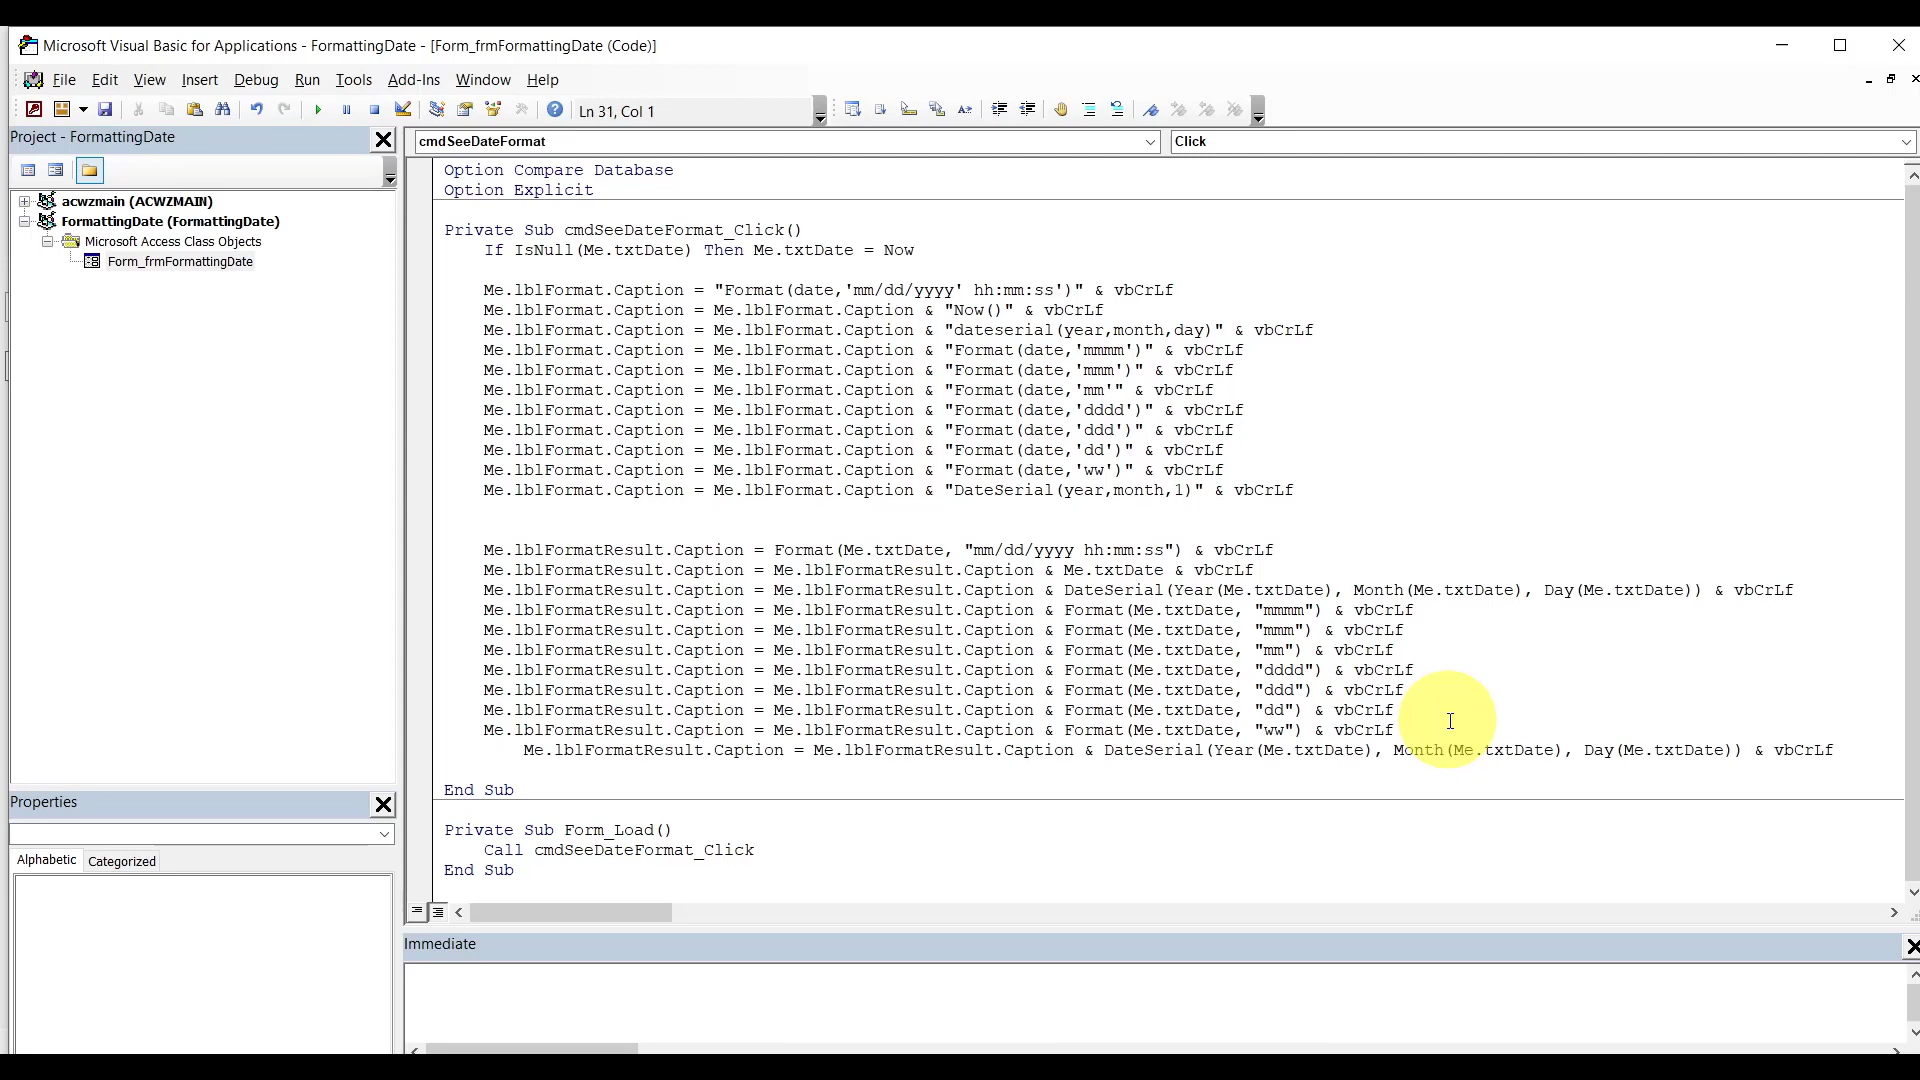 Microsoft Visual Basic for Applications - FormattingDate - [Form_frmFormattingDate (Code)]
File Edit View Insert Debug Run Tools Add-Ins Window Help
Ln 31, Col 1
Project - FormattingDate
cmdSeeDateFormat
Click
acwzmain (ACWZMAIN)
FormattingDate (FormattingDate)
Microsoft Access Class Objects
Form_frmFormattingDate
Option Compare Database
Option Explicit
Private Sub cmdSeeDateFormat_Click()
If IsNull(Me.txtDate) Then Me.txtDate = Now
Me.lblFormat.Caption = "Format(date,'mm/dd/yyyy' hh:mm:ss')" & vbCrLf
Me.lblFormat.Caption = Me.lblFormat.Caption & "Now()" & vbCrLf
Me.lblFormat.Caption = Me.lblFormat.Caption & "dateserial(year,month,day)" & vbCrLf
Me.lblFormat.Caption = Me.lblFormat.Caption & "Format(date,'mmmm')" & vbCrLf
Me.lblFormat.Caption = Me.lblFormat.Caption & "Format(date,'mmm')" & vbCrLf
Me.lblFormat.Caption = Me.lblFormat.Caption & "Format(date,'mm'" & vbCrLf
Me.lblFormat.Caption = Me.lblFormat.Caption & "Format(date,'dddd')" & vbCrLf
Me.lblFormat.Caption = Me.lblFormat.Caption & "Format(date,'ddd')" & vbCrLf
Me.lblFormat.Caption = Me.lblFormat.Caption & "Format(date,'dd')" & vbCrLf
Me.lblFormat.Caption = Me.lblFormat.Caption & "Format(date,'ww')" & vbCrLf
Me.lblFormat.Caption = Me.lblFormat.Caption & "DateSerial(year,month,1)" & vbCrLf
Me.lblFormatResult.Caption = Format(Me.txtDate, "mm/dd/yyyy hh:mm:ss") & vbCrLf
Me.lblFormatResult.Caption = Me.lblFormatResult.Caption & Me.txtDate & vbCrLf
Me.lblFormatResult.Caption = Me.lblFormatResult.Caption & DateSerial(Year(Me.txtDate), Month(Me.txtDate), Day(Me.txtDate)) & vbCrLf
Me.lblFormatResult.Caption = Me.lblFormatResult.Caption & Format(Me.txtDate, "mmmm") & vbCrLf
Me.lblFormatResult.Caption = Me.lblFormatResult.Caption & Format(Me.txtDate, "mmm") & vbCrLf
Me.lblFormatResult.Caption = Me.lblFormatResult.Caption & Format(Me.txtDate, "mm") & vbCrLf
Me.lblFormatResult.Caption = Me.lblFormatResult.Caption & Format(Me.txtDate, "dddd") & vbCrLf
Me.lblFormatResult.Caption = Me.lblFormatResult.Caption & Format(Me.txtDate, "ddd") & vbCrLf
Me.lblFormatResult.Caption = Me.lblFormatResult.Caption & Format(Me.txtDate, "dd") & vbCrLf
Me.lblFormatResult.Caption = Me.lblFormatResult.Caption & Format(Me.txtDate, "ww") & vbCrLf
Me.lblFormatResult.Caption = Me.lblFormatResult.Caption & DateSerial(Year(Me.txtDate), Month(Me.txtDate), Day(Me.txtDate)) & vbCrLf
End Sub
Private Sub Form_Load()
Call cmdSeeDateFormat_Click
End Sub
Properties
Alphabetic Categorized
Immediate